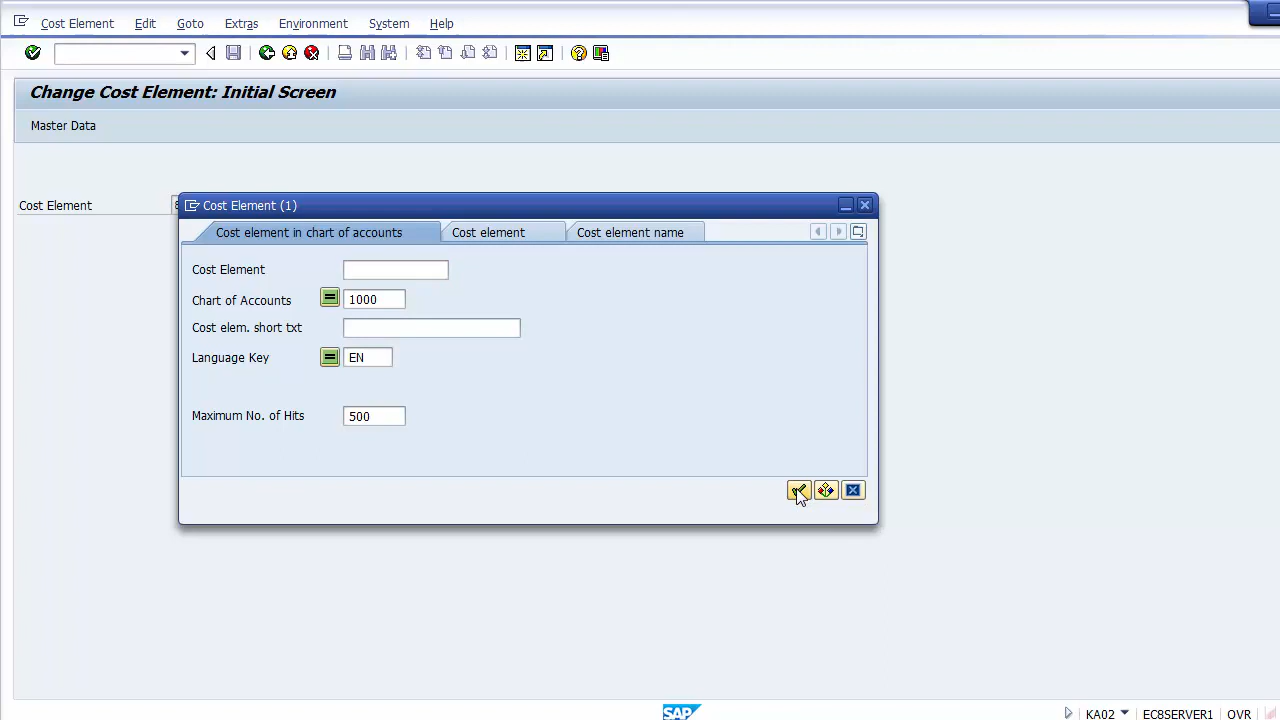 Cost Element Edit Goto Extras Environment System Help
Change Cost Element: Initial Screen
Master Data
Cost Element
Cost Element (1)
Cost element in chart of accounts Cost element Cost element name
Cost Element
Chart of Accounts 1000
Cost elem. short txt
Language Key EN
Maximum No. of Hits 500
SAP KA02 EC8SERVER1 OVR